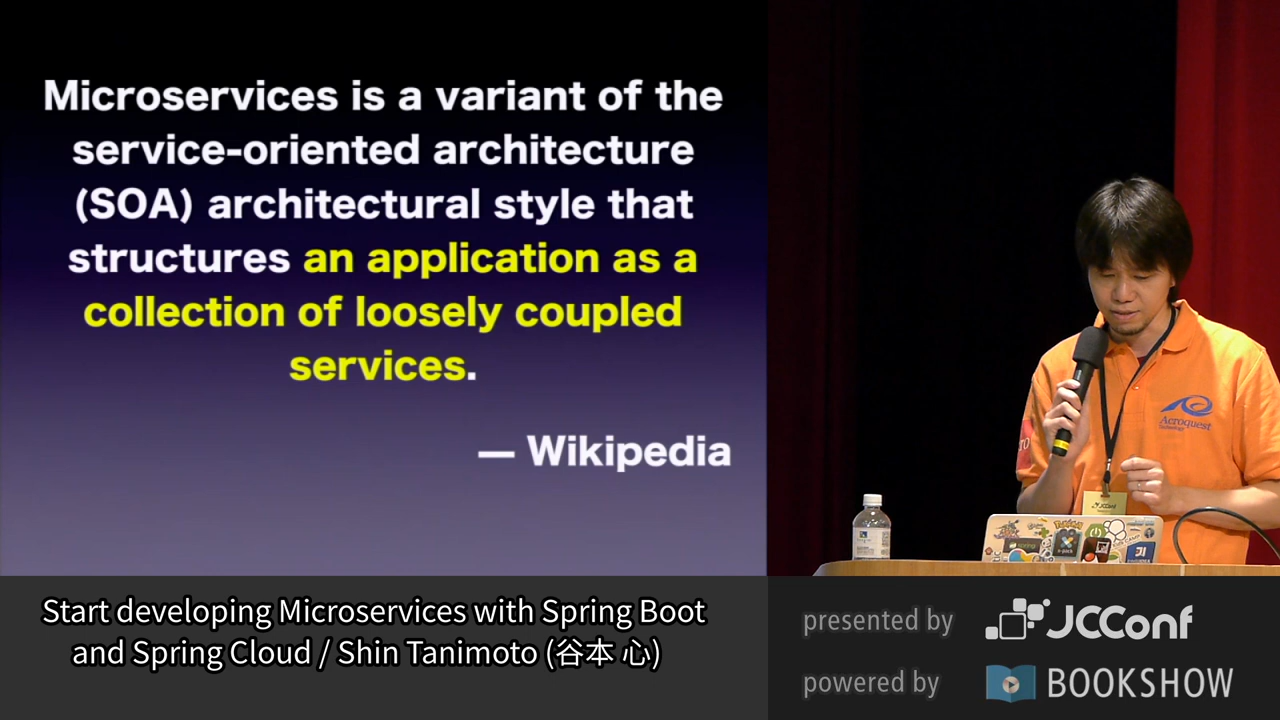 Microservices is a variant of the
service-oriented architecture
(SOA) architectural style that
structures an application as a
collection of loosely coupled
services.
— Wikipedia
Acroquest
Technology
JCConf
Start developing Microservices with Spring Boot
and Spring Cloud / Shin Tanimoto (谷本 心)
presented by JCConf
powered by BOOKSHOW